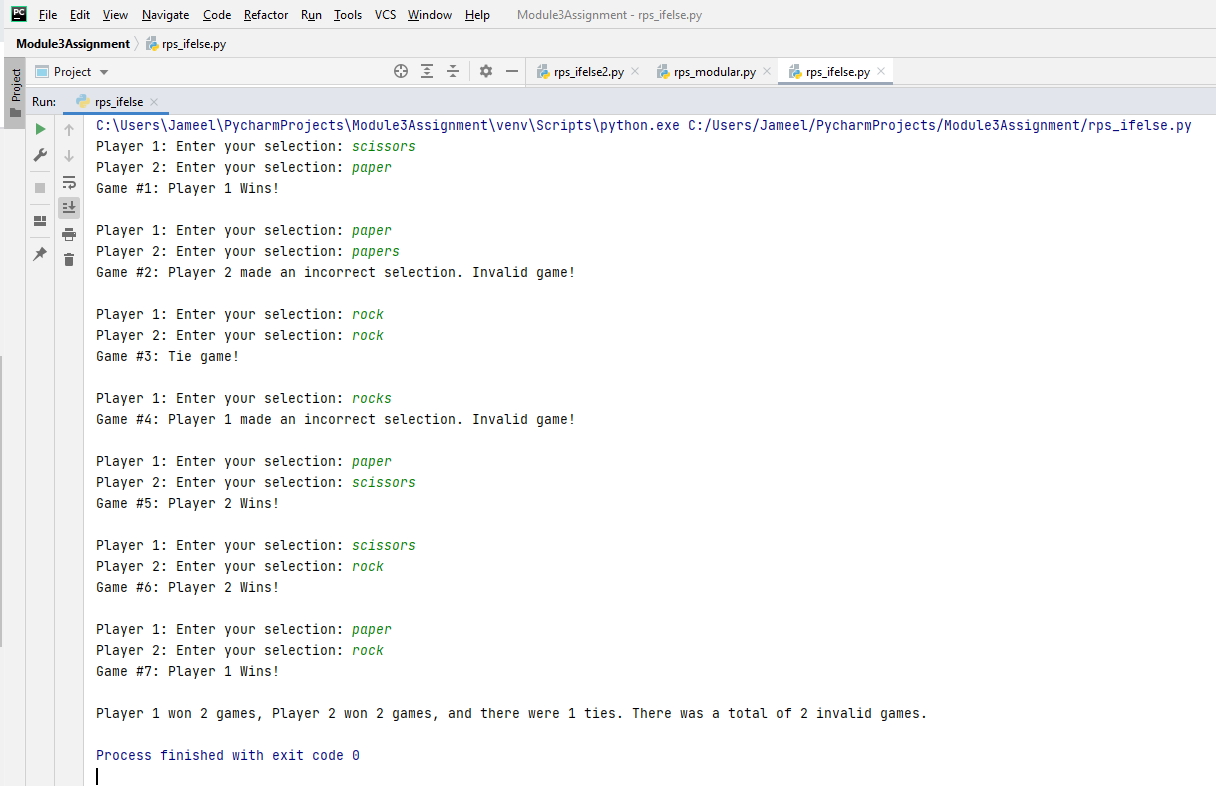 PC File Edit View Navigate Code Refactor Run Tools VCS Window Help Module3Assignment - rps_ifelse.py
Module3Assignment rps_ifelse.py
Project
Project rps_ifelse2.py rps_modular.py rps_ifelse.py
Run: rps_ifelse
C:\Users\Jameel\PycharmProjects\Module3Assignment\venv\Scripts\python.exe C:/Users/Jameel/PycharmProjects/Module3Assignment/rps_ifelse.py
Player 1: Enter your selection: scissors
Player 2: Enter your selection: paper
Game #1: Player 1 Wins!
Player 1: Enter your selection: paper
Player 2: Enter your selection: papers
Game #2: Player 2 made an incorrect selection. Invalid game!
Player 1: Enter your selection: rock
Player 2: Enter your selection: rock
Game #3: Tie game!
Player 1: Enter your selection: rocks
Game #4: Player 1 made an incorrect selection. Invalid game!
Player 1: Enter your selection: paper
Player 2: Enter your selection: scissors
Game #5: Player 2 Wins!
Player 1: Enter your selection: scissors
Player 2: Enter your selection: rock
Game #6: Player 2 Wins!
Player 1: Enter your selection: paper
Player 2: Enter your selection: rock
Game #7: Player 1 Wins!
Player 1 won 2 games, Player 2 won 2 games, and there were 1 ties. There was a total of 2 invalid games.
Process finished with exit code 0